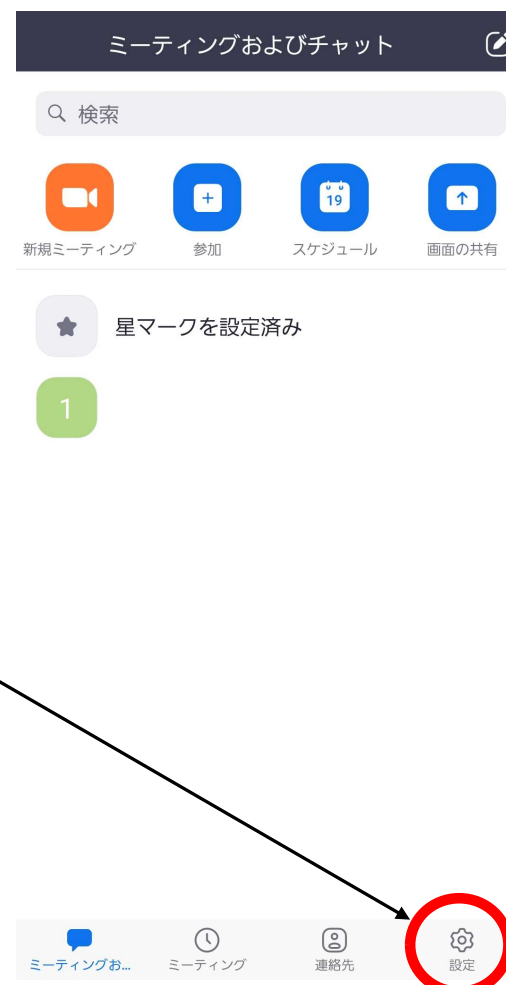 ミーティングおよびチャット
検索
19
新規ミーティング 参加 スケジュール 画面の共有
星マークを設定済み
1
ミーティングお... ミーティング 連絡先 設定